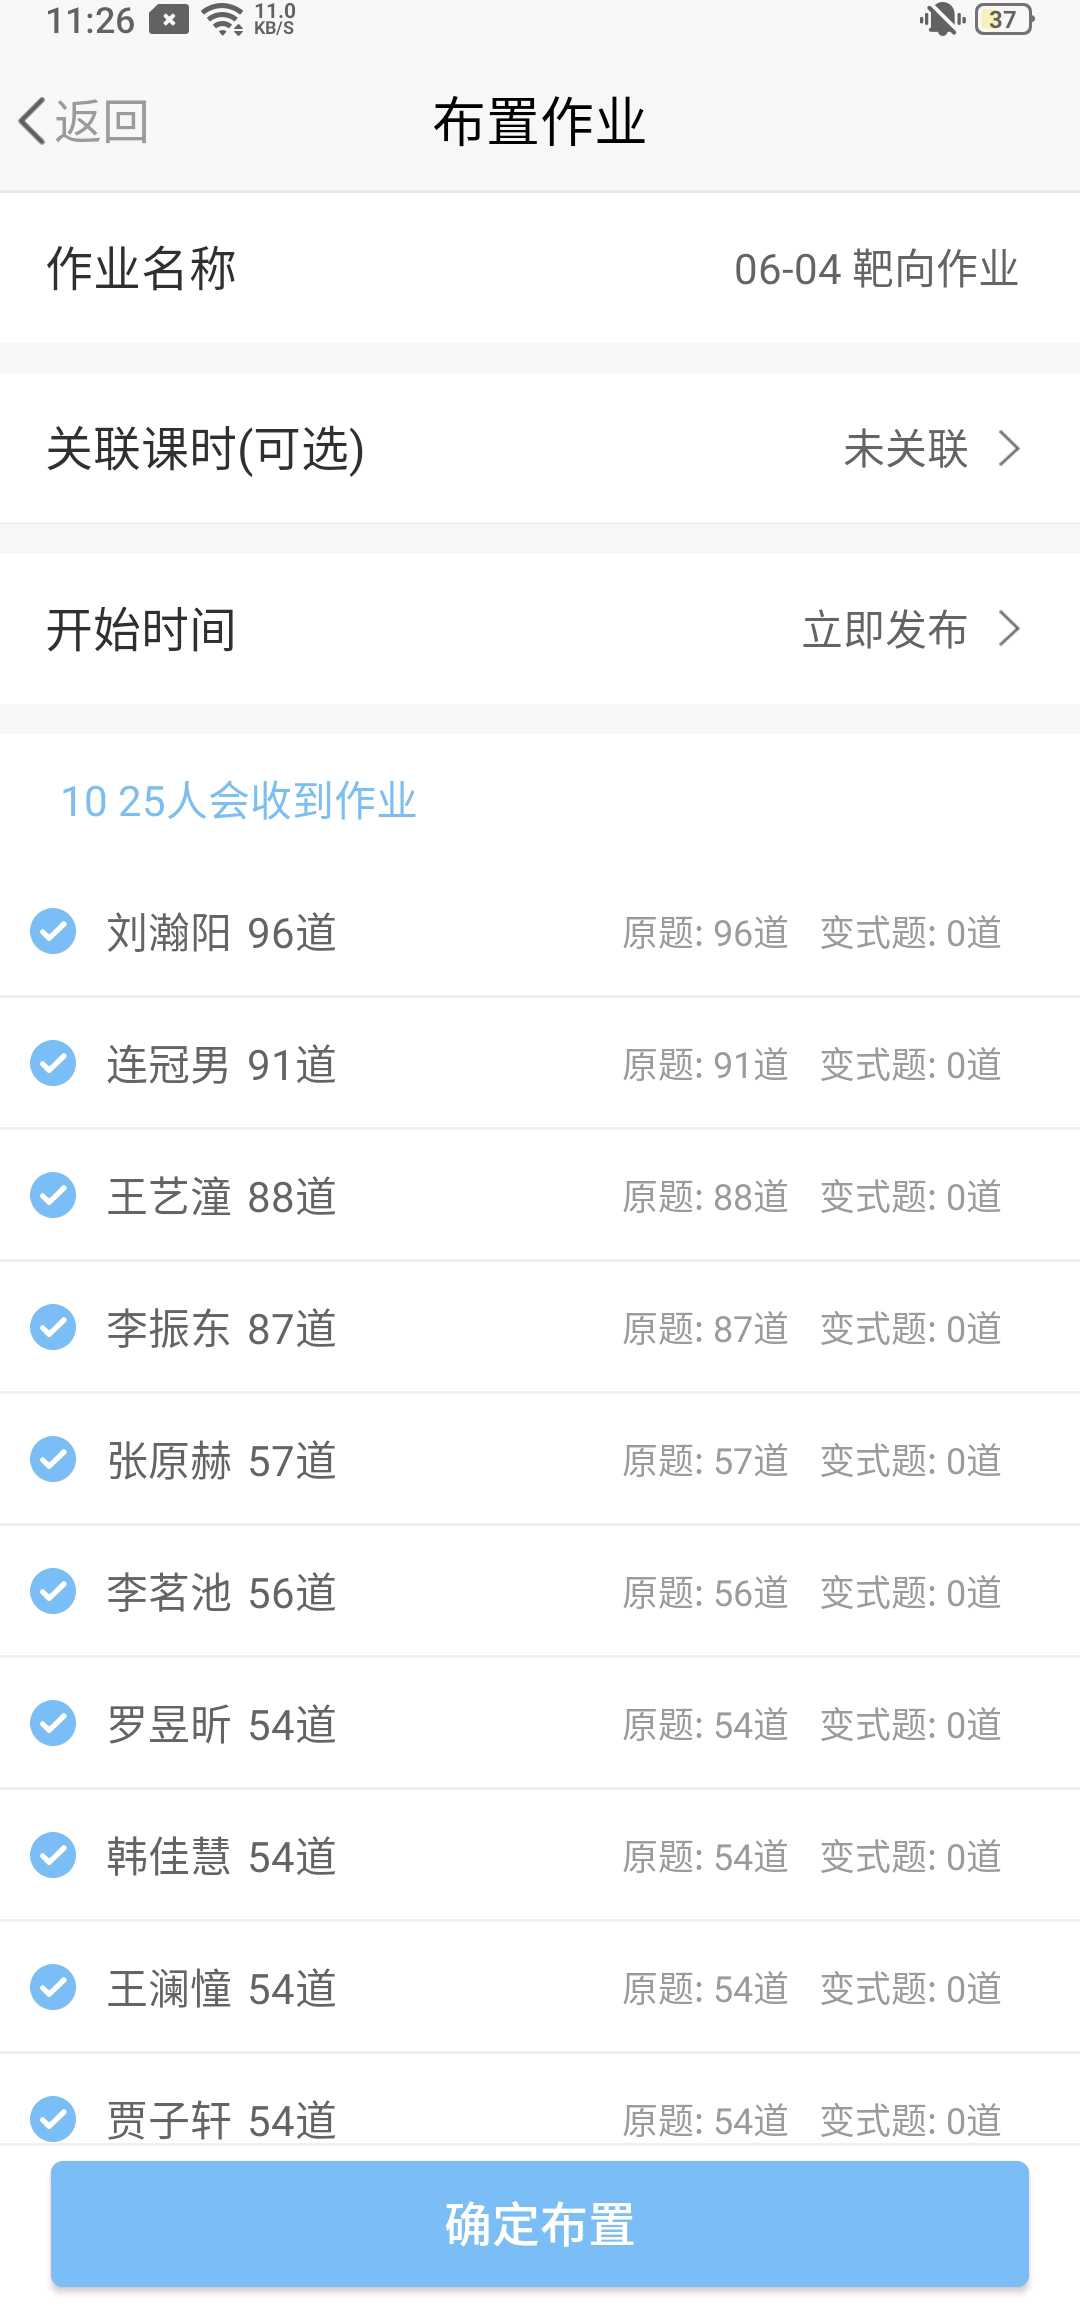 11:26 11.0 KB/S 37
返回 布置作业
作业名称 06-04 靶向作业
关联课时(可选) 未关联
开始时间 立即发布
10 25人会收到作业
刘瀚阳 96道 原题: 96道 变式题: 0道
连冠男 91道 原题: 91道 变式题: 0道
王艺潼 88道 原题: 88道 变式题: 0道
李振东 87道 原题: 87道 变式题: 0道
张原赫 57道 原题: 57道 变式题: 0道
李茗池 56道 原题: 56道 变式题: 0道
罗昱昕 54道 原题: 54道 变式题: 0道
韩佳慧 54道 原题: 54道 变式题: 0道
王澜憧 54道 原题: 54道 变式题: 0道
贾子轩 54道 原题: 54道 变式题: 0道
确定布置